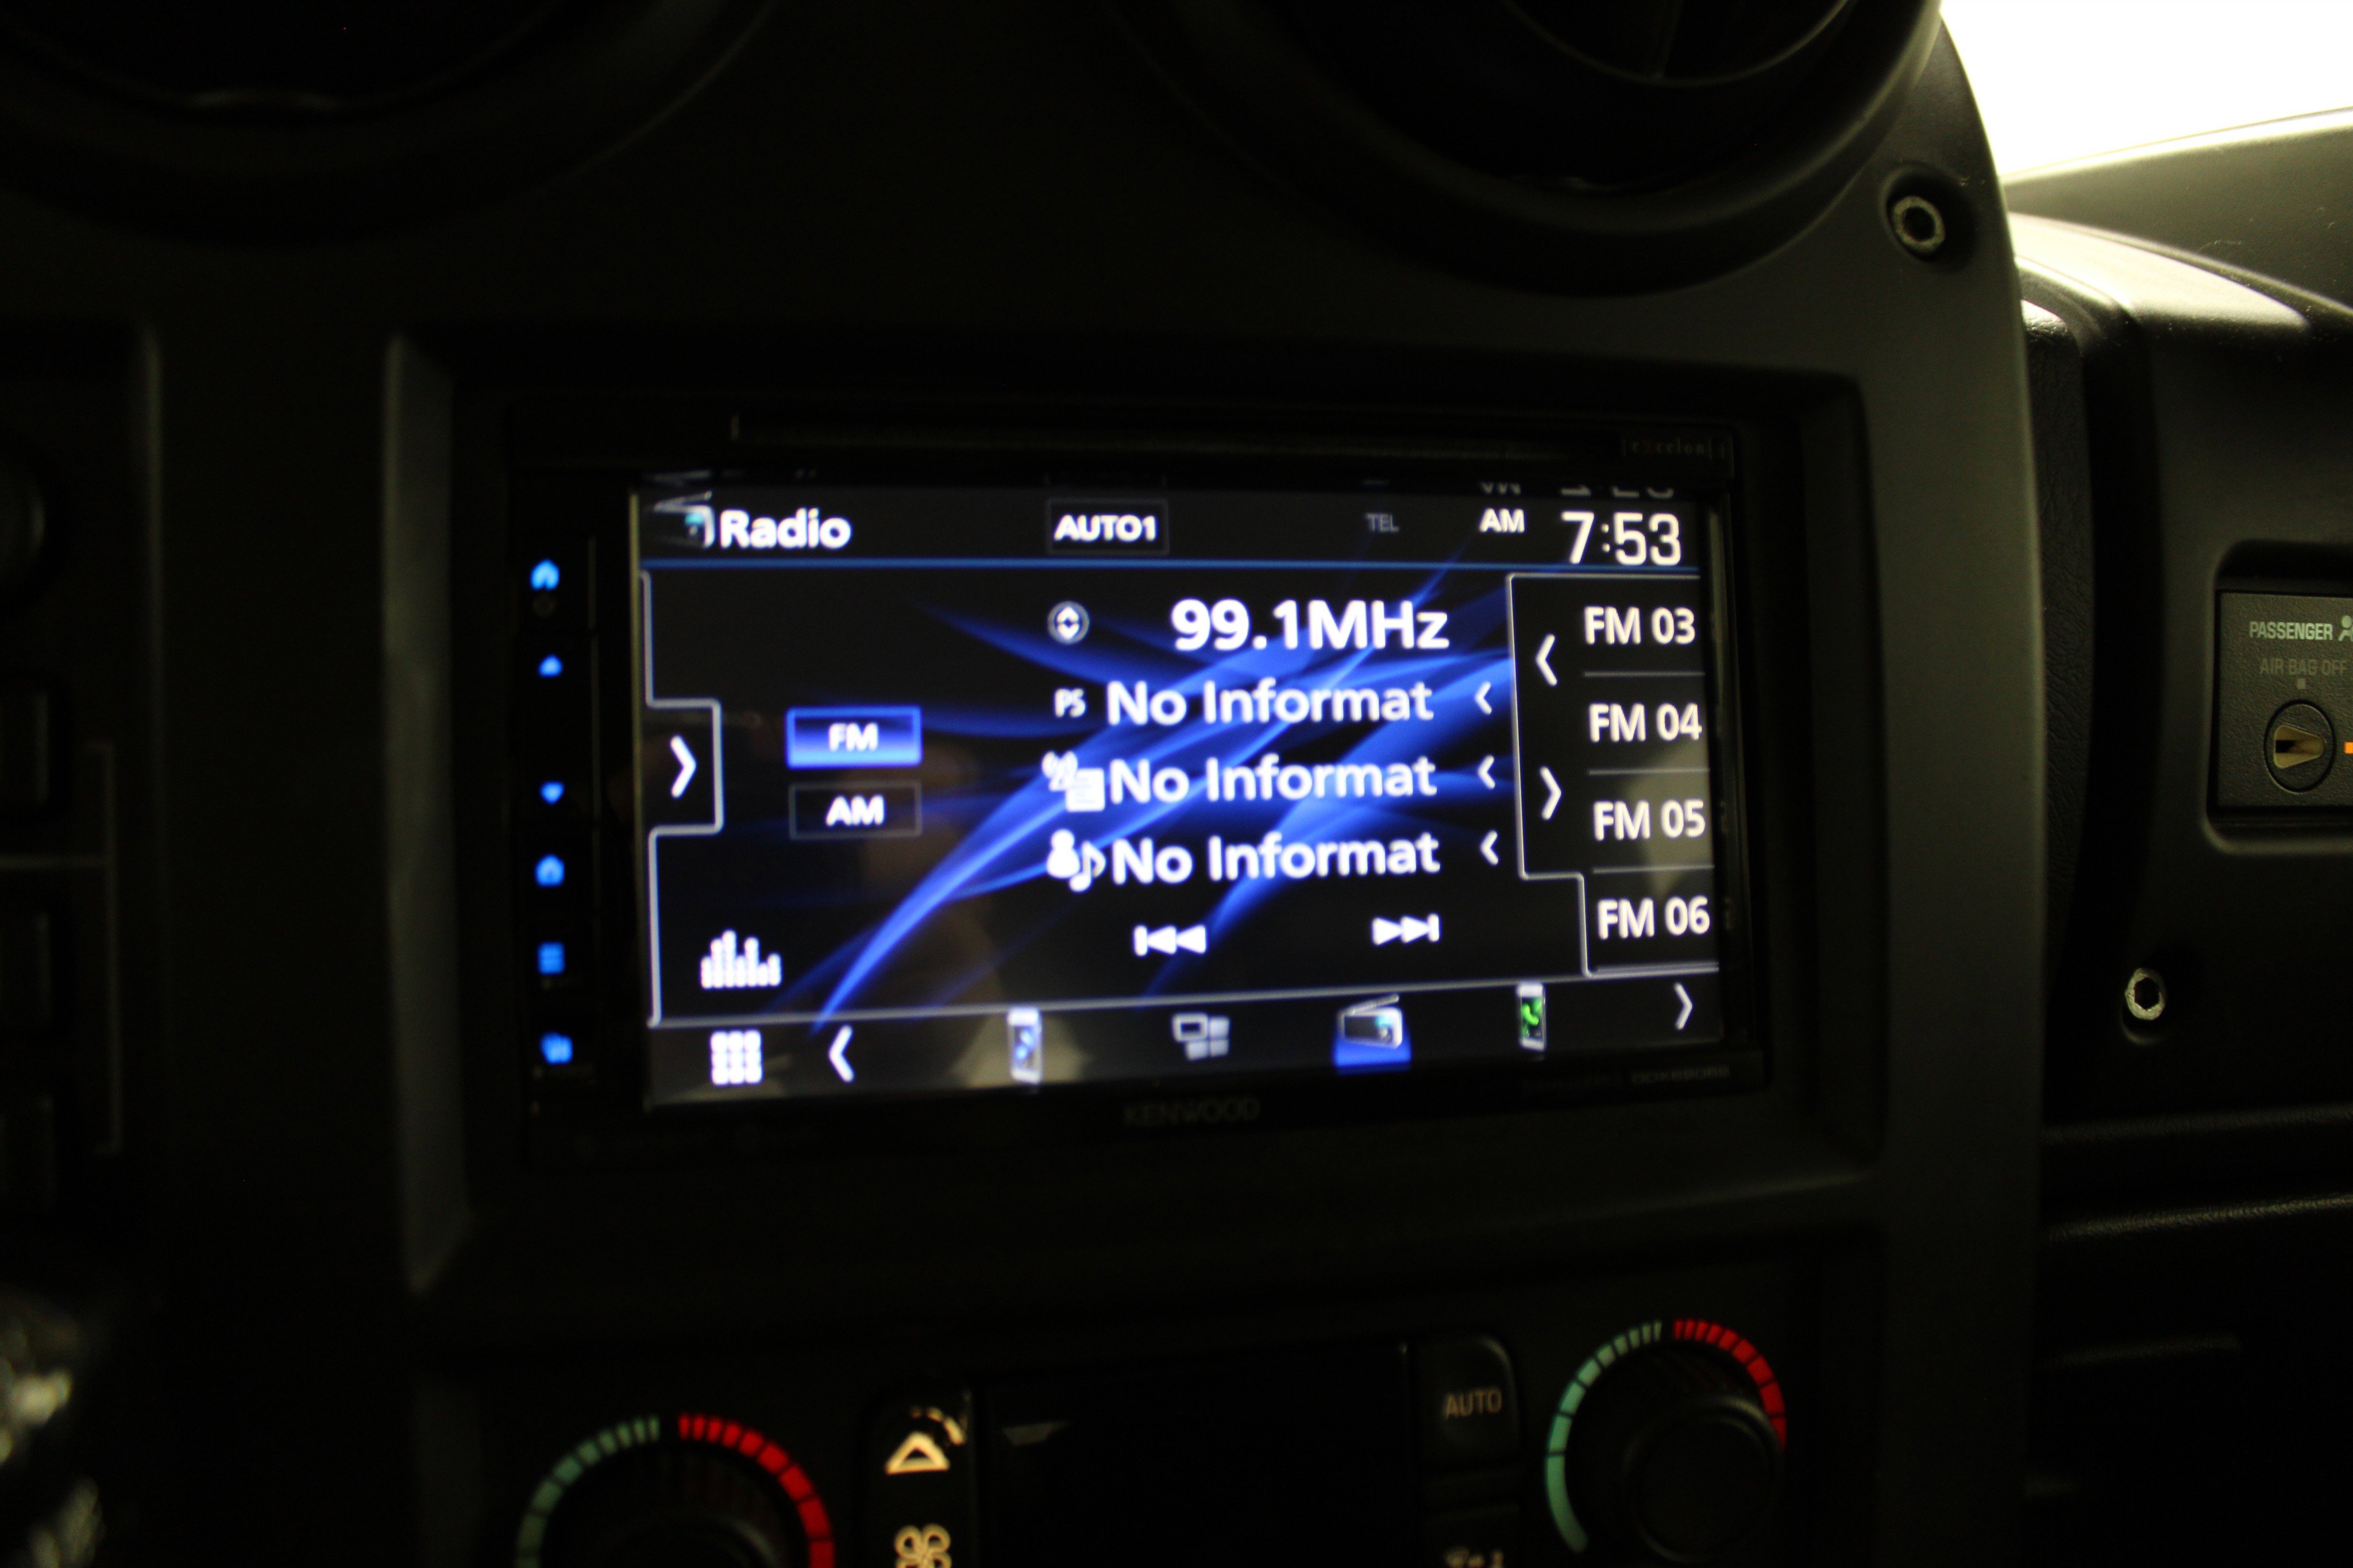 excelon
Radio
AUTO1
TEL
AM 7:53
99.1MHz
PS No Informat
No Informat
No Informat
FM
AM
FM 03
FM 04
FM 05
FM 06
KENWOOD
PASSENGER
AIR BAG OFF
AUTO